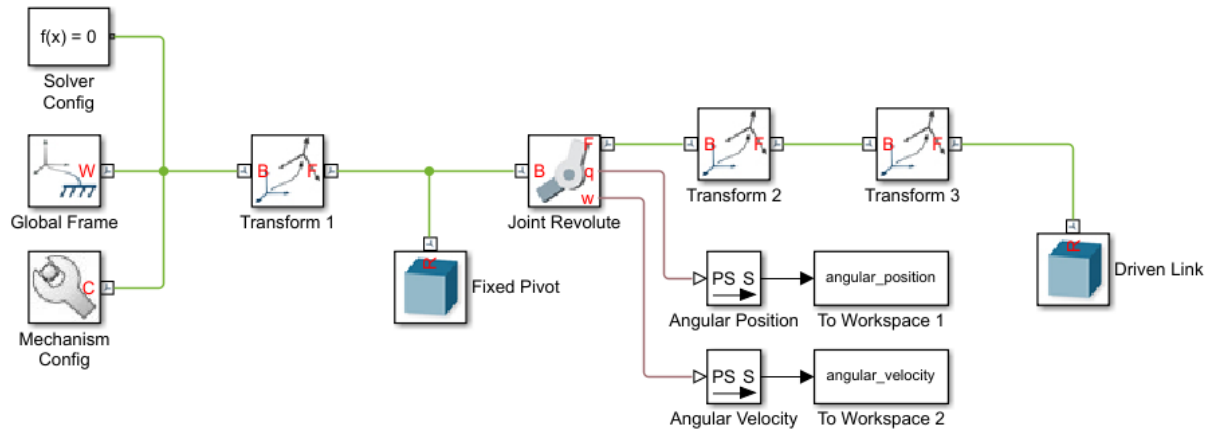 f(x) = 0
Solver
Config
W
Global Frame
C
Mechanism
Config
B
F
Transform 1
R
Fixed Pivot
B
F
q
w
Joint Revolute
B
F
Transform 2
B
F
Transform 3
R
Driven Link
PS S
Angular Position
angular_position
To Workspace 1
PS S
Angular Velocity
angular_velocity
To Workspace 2